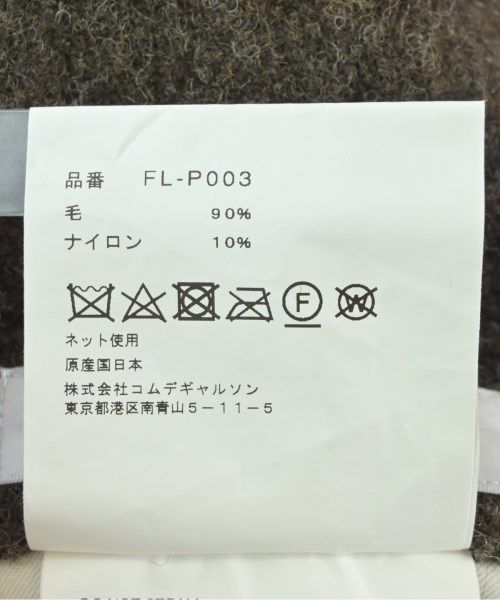 品番 FL-P003
毛 90%
ナイロン 10%
F W
ネット使用
原産国日本
株式会社コムデギャルソン
東京都港区南青山5-11-5